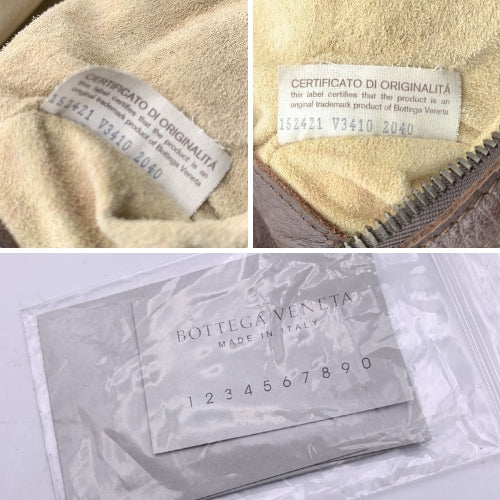 CERTIFICATO DI ORIGINALITÀ
this label certifies that the product is an
original trademark product of Bottega Veneta
152421 V3410 2040
CERTIFICATO DI ORIGINALITÀ
this label certifies that the product is an
original trademark product of Bottega Veneta
152421 V3410 2040
BOTTEGA VENETA
MADE IN ITALY
1 2 3 4 5 6 7 8 9 0